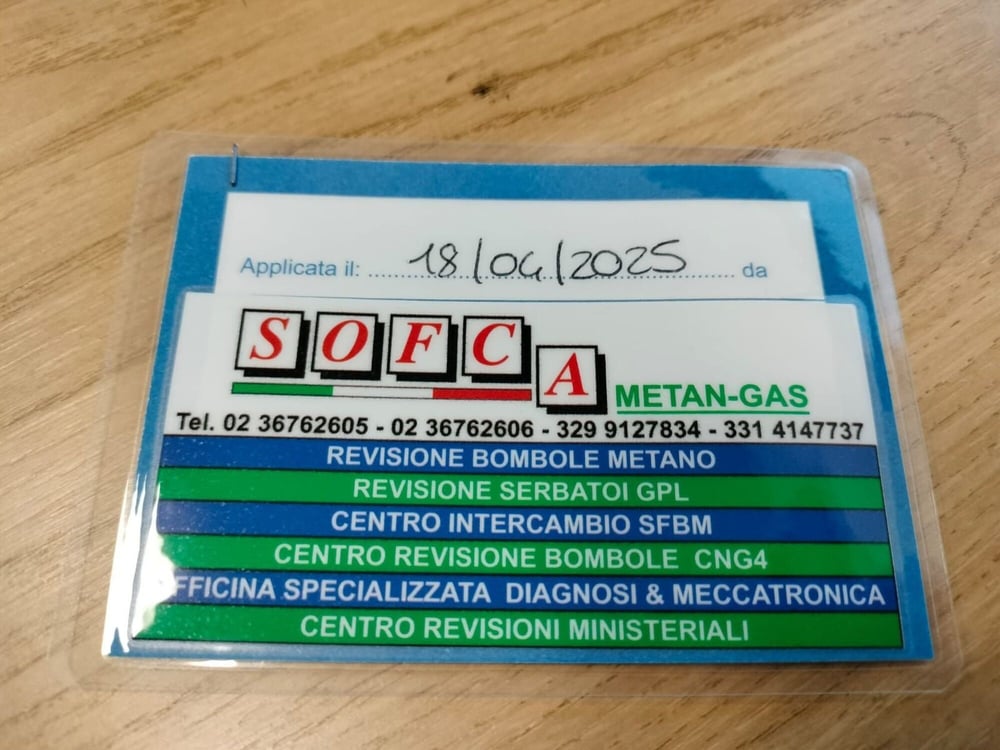 Applicata il: 18/04/2025 da
SOFCA METAN-GAS
Tel. 02 36762605 - 02 36762606 - 329 9127834 - 331 4147737
REVISIONE BOMBOLE METANO
REVISIONE SERBATOI GPL
CENTRO INTERCAMBIO SFBM
CENTRO REVISIONE BOMBOLE CNG4
FFICINA SPECIALIZZATA DIAGNOSI & MECCATRONICA
CENTRO REVISIONI MINISTERIALI